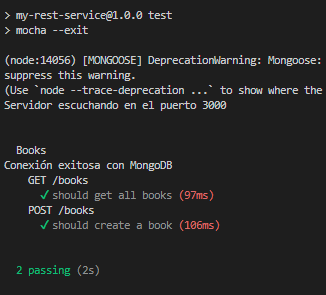 > my-rest-service@1.0.0 test
> mocha --exit
(node:14056) [MONGOOSE] DeprecationWarning: Mongoose:
suppress this warning.
(Use `node --trace-deprecation ...` to show where the
Servidor escuchando en el puerto 3000
Books
Conexión exitosa con MongoDB
GET /books
✓ should get all books (97ms)
POST /books
✓ should create a book (106ms)
2 passing (2s)